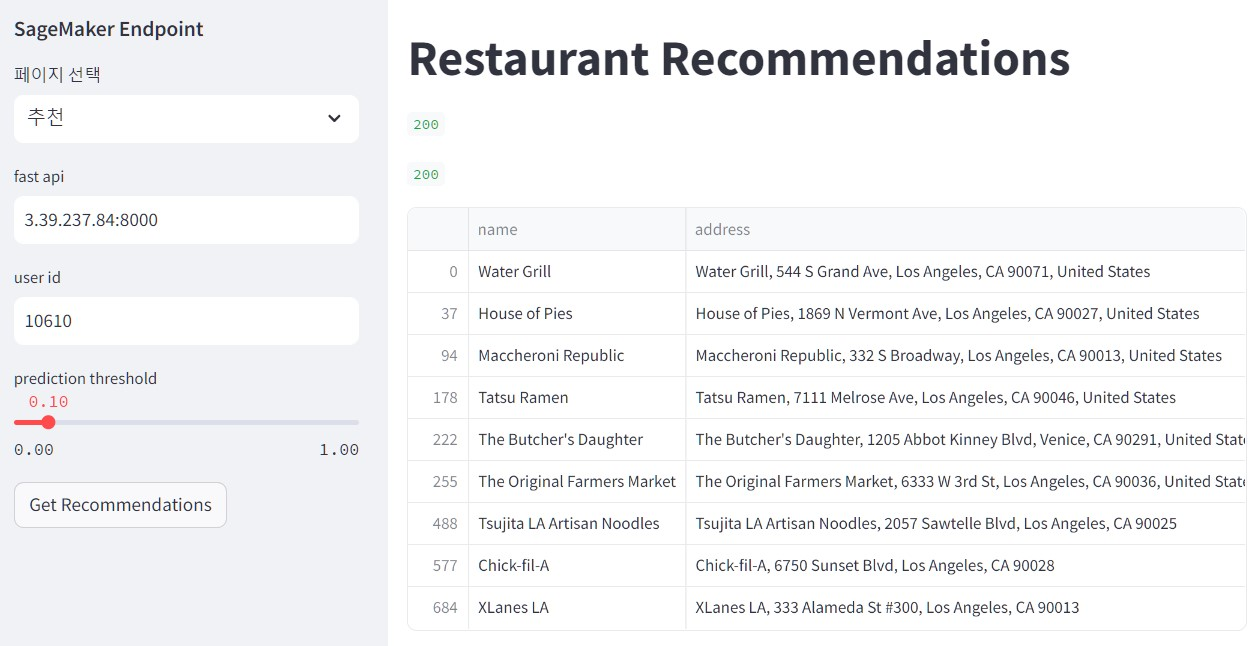 SageMaker Endpoint
페이지 선택
추천
fast api
3.39.237.84:8000
user id
10610
prediction threshold
0.10
0.00 1.00
Get Recommendations
Restaurant Recommendations
200
200
name address
0 Water Grill Water Grill, 544 S Grand Ave, Los Angeles, CA 90071, United States
37 House of Pies House of Pies, 1869 N Vermont Ave, Los Angeles, CA 90027, United States
94 Maccheroni Republic Maccheroni Republic, 332 S Broadway, Los Angeles, CA 90013, United States
178 Tatsu Ramen Tatsu Ramen, 7111 Melrose Ave, Los Angeles, CA 90046, United States
222 The Butcher's Daughter The Butcher's Daughter, 1205 Abbot Kinney Blvd, Venice, CA 90291, United
255 The Original Farmers Market The Original Farmers Market, 6333 W 3rd St, Los Angeles, CA 90036, United
488 Tsujita LA Artisan Noodles Tsujita LA Artisan Noodles, 2057 Sawtelle Blvd, Los Angeles, CA 90025
577 Chick-fil-A Chick-fil-A, 6750 Sunset Blvd, Los Angeles, CA 90028
684 XLanes LA XLanes LA, 333 Alameda St #300, Los Angeles, CA 90013